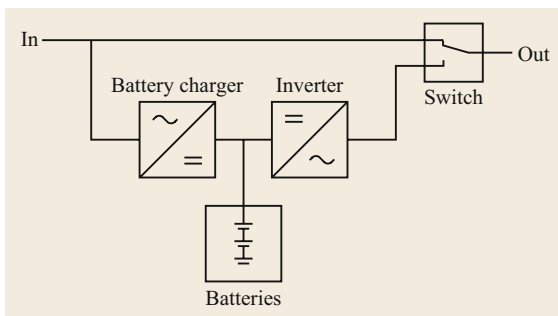 In
Out
Battery charger
Inverter
Switch
Batteries